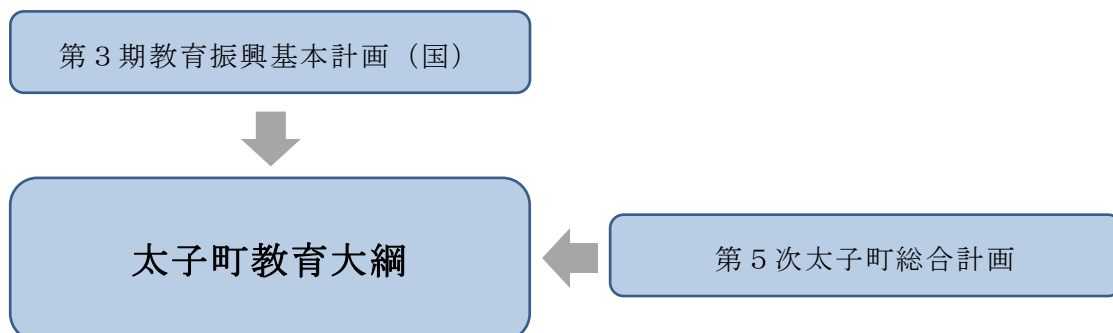 第３期教育振興基本計画（国）
太子町教育大綱
第５次太子町総合計画